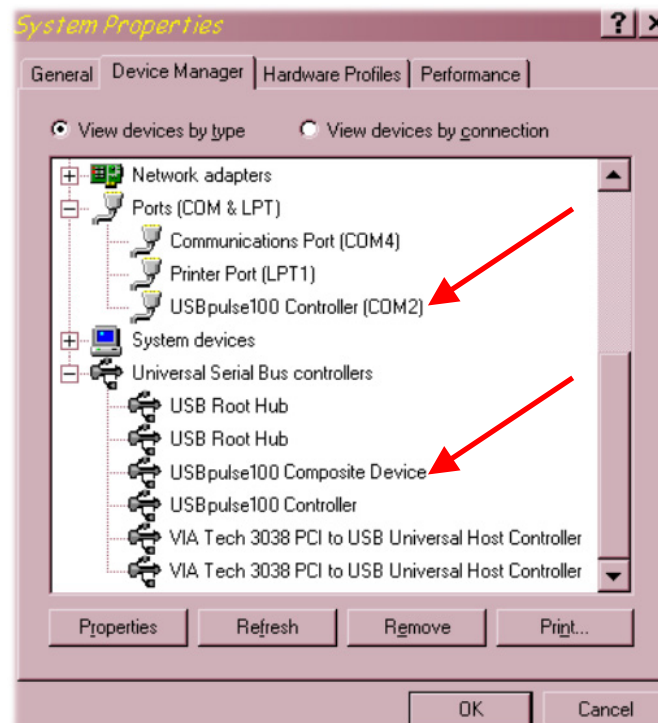 System Properties ? ×
General Device Manager Hardware Profiles Performance
View devices by type View devices by connection
Network adapters
Ports (COM & LPT)
Communications Port (COM4)
Printer Port (LPT1)
USBpulse100 Controller (COM2)
System devices
Universal Serial Bus controllers
USB Root Hub
USB Root Hub
USBpulse100 Composite Device
USBpulse100 Controller
VIA Tech 3038 PCI to USB Universal Host Controller
VIA Tech 3038 PCI to USB Universal Host Controller
Properties Refresh Remove Print...
OK Cancel